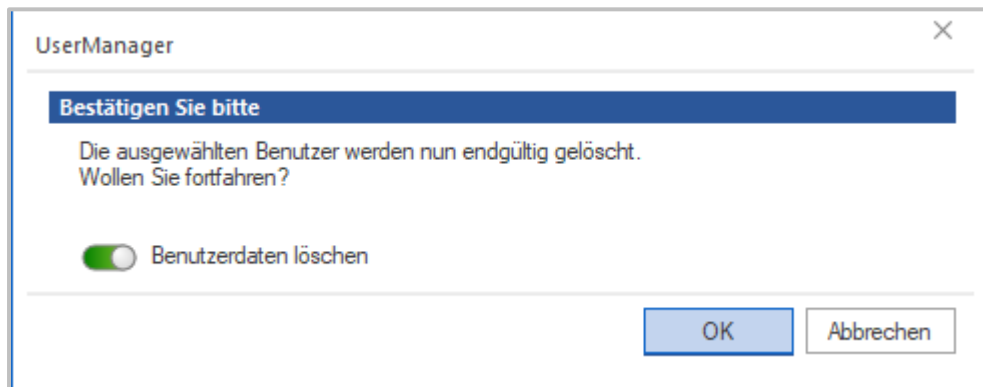 UserManager
Bestätigen Sie bitte
Die ausgewählten Benutzer werden nun endgültig gelöscht.
Wollen Sie fortfahren?
Benutzerdaten löschen
OK
Abbrechen